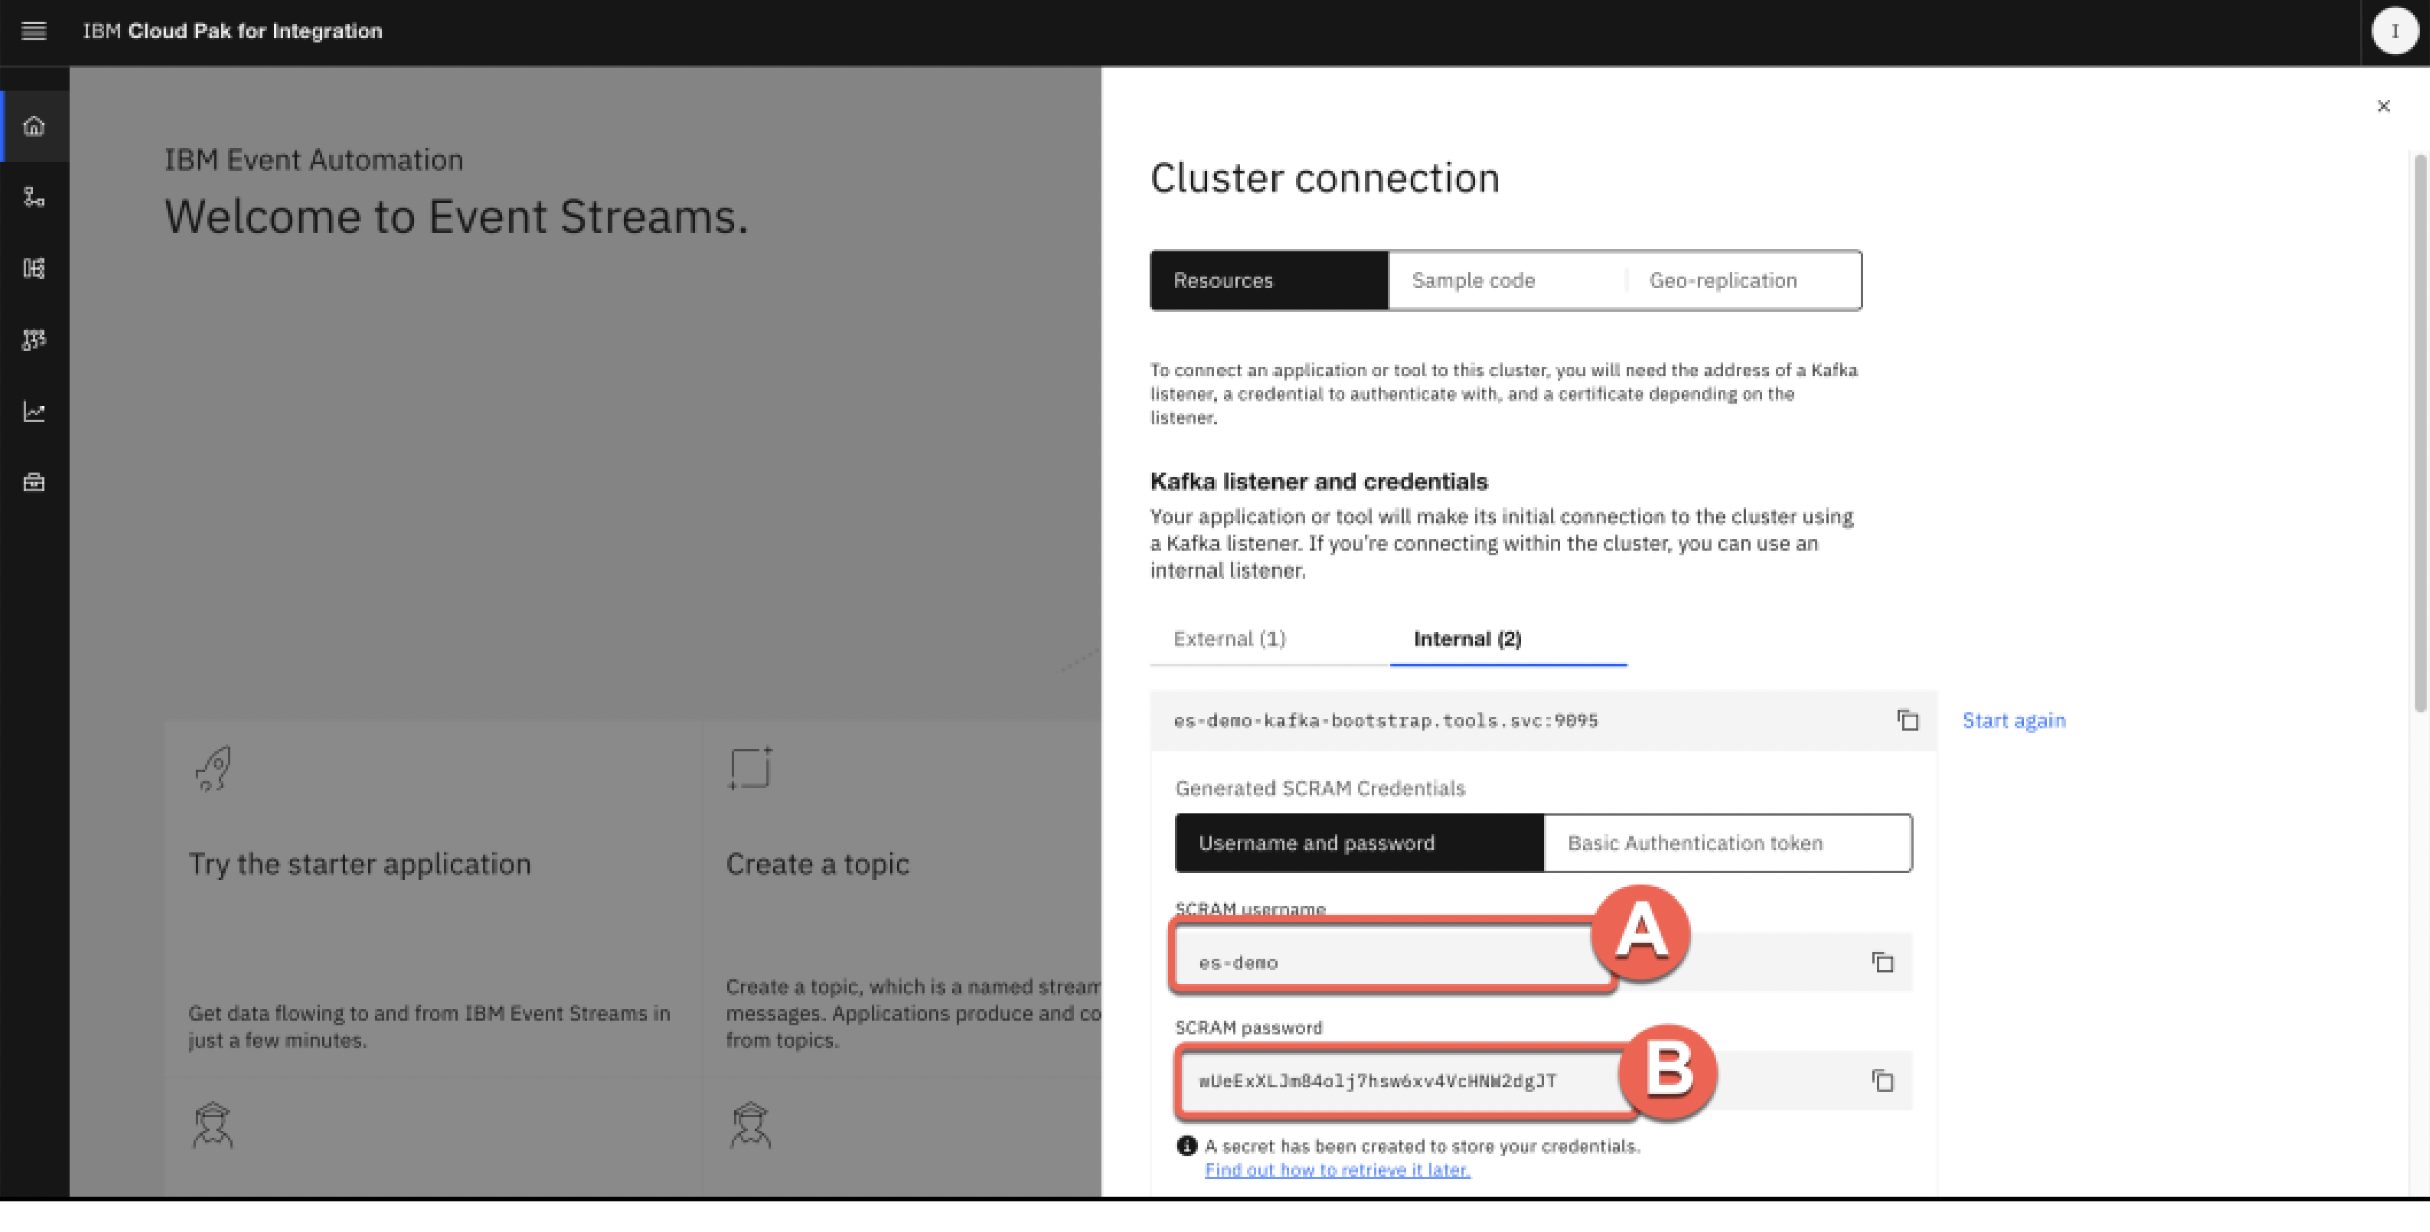 IBM Cloud Pak for Integration
I
IBM Event Automation
Welcome to Event Streams.
Try the starter application
Get data flowing to and from IBM Event Streams in
just a few minutes.
Create a topic
Create a topic, which is a named stream
messages. Applications produce and co
from topics.
Cluster connection
Resources
Sample code
Geo-replication
To connect an application or tool to this cluster, you will need the address of a Kafka
listener, a credential to authenticate with, and a certificate depending on the
listener.
Kafka listener and credentials
Your application or tool will make its initial connection to the cluster using
a Kafka listener. If you're connecting within the cluster, you can use an
internal listener.
External (1)
Internal (2)
es-demo-kafka-bootstrap.tools.svc:9095
Start again
Generated SCRAM Credentials
Username and password
Basic Authentication token
SCRAM username
es-demo
A
SCRAM password
wUeExXLJm84olj7hsw6xv4VcHNW2dgJT
B
A secret has been created to store your credentials.
Find out how to retrieve it later.